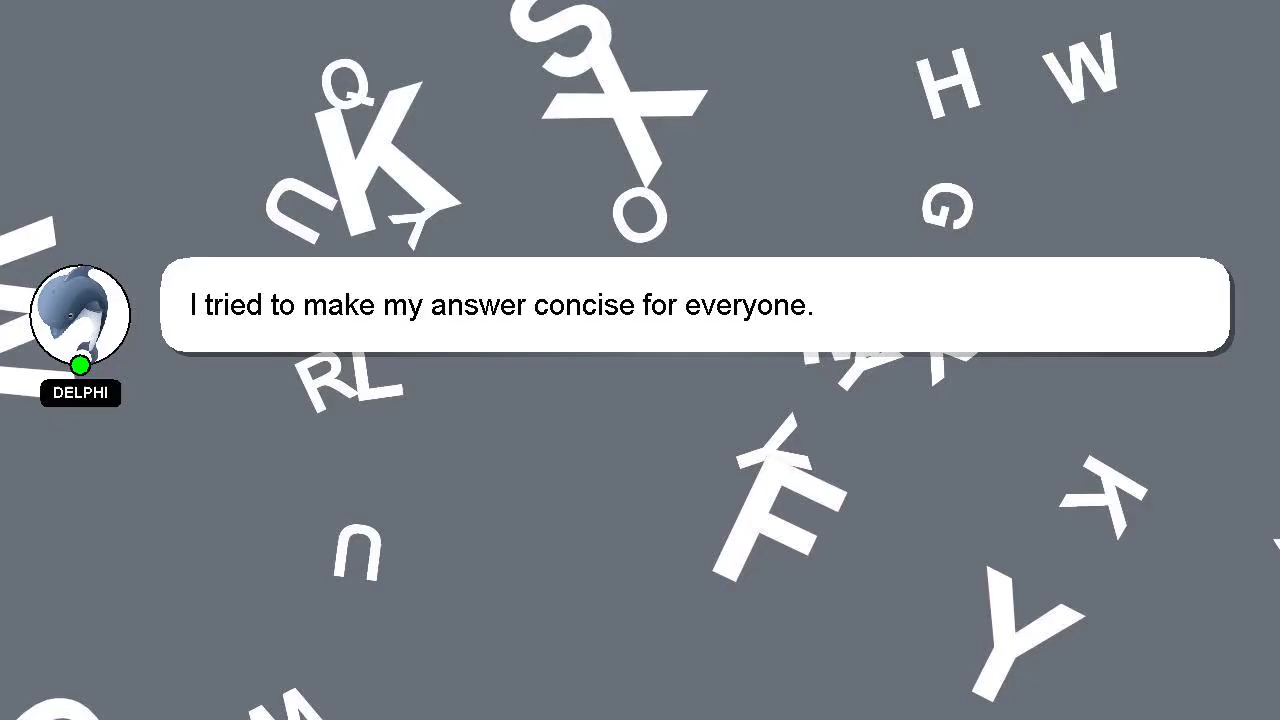 I tried to make my answer concise for everyone.
DELPHI
Q
S
X
H
W
K
U
Y
O
G
R
L
K
F
K
U
Y
M